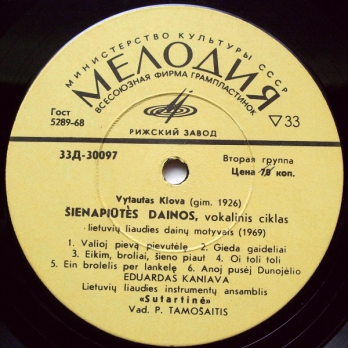 МИНИСТЕРСТВО КУЛЬТУРЫ СССР
МЕЛОДИЯ
ВСЕСОЮЗНАЯ ФИРМА ГРАМПЛАСТИНОК
Гост
5289-68
▽33
РИЖСКИЙ ЗАВОД
33Д-30097
Вторая группа
Цена 70 коп.
Vytautas Klova (gim. 1926)
ŠIENAPIŪTĖS DAINOS, vokalinis ciklas
lietuvių liaudies dainų motyvais (1969)
1. Valioj pievą pievutėlę 2. Gieda gaideliai
3. Eikim, broliai, šieno piaut 4. Oi toli toli
5. Ein brolelis per lankelę 6. Anoj pusėj Dunojėlio
EDUARDAS KANIAVA
Lietuvių liaudies instrumentų ansamblis
«Sutartinė»
Vad. P. TAMOSAITIS